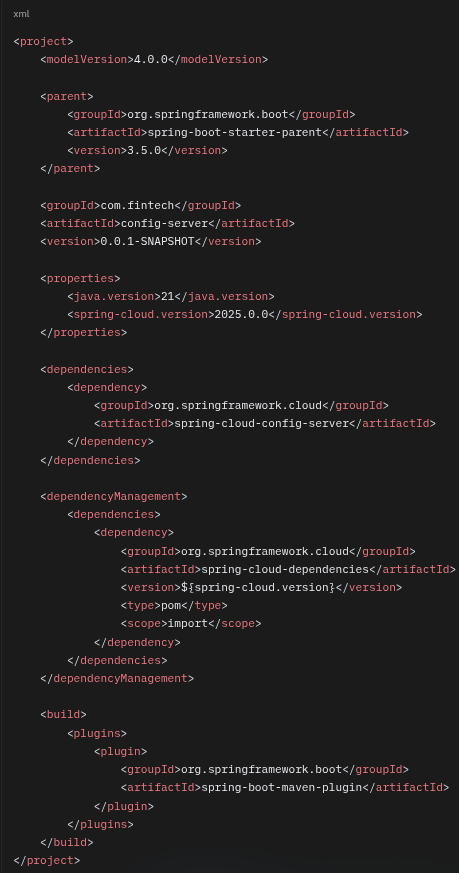 xml
<project>
    <modelVersion>4.0.0</modelVersion>

    <parent>
        <groupId>org.springframework.boot</groupId>
        <artifactId>spring-boot-starter-parent</artifactId>
        <version>3.5.0</version>
    </parent>

    <groupId>com.fintech</groupId>
    <artifactId>config-server</artifactId>
    <version>0.0.1-SNAPSHOT</version>

    <properties>
        <java.version>21</java.version>
        <spring-cloud.version>2025.0.0</spring-cloud.version>
    </properties>

    <dependencies>
        <dependency>
            <groupId>org.springframework.cloud</groupId>
            <artifactId>spring-cloud-config-server</artifactId>
        </dependency>
    </dependencies>

    <dependencyManagement>
        <dependencies>
            <dependency>
                <groupId>org.springframework.cloud</groupId>
                <artifactId>spring-cloud-dependencies</artifactId>
                <version>${spring-cloud.version}</version>
                <type>pom</type>
                <scope>import</scope>
            </dependency>
        </dependencies>
    </dependencyManagement>

    <build>
        <plugins>
            <plugin>
                <groupId>org.springframework.boot</groupId>
                <artifactId>spring-boot-maven-plugin</artifactId>
            </plugin>
        </plugins>
    </build>
</project>